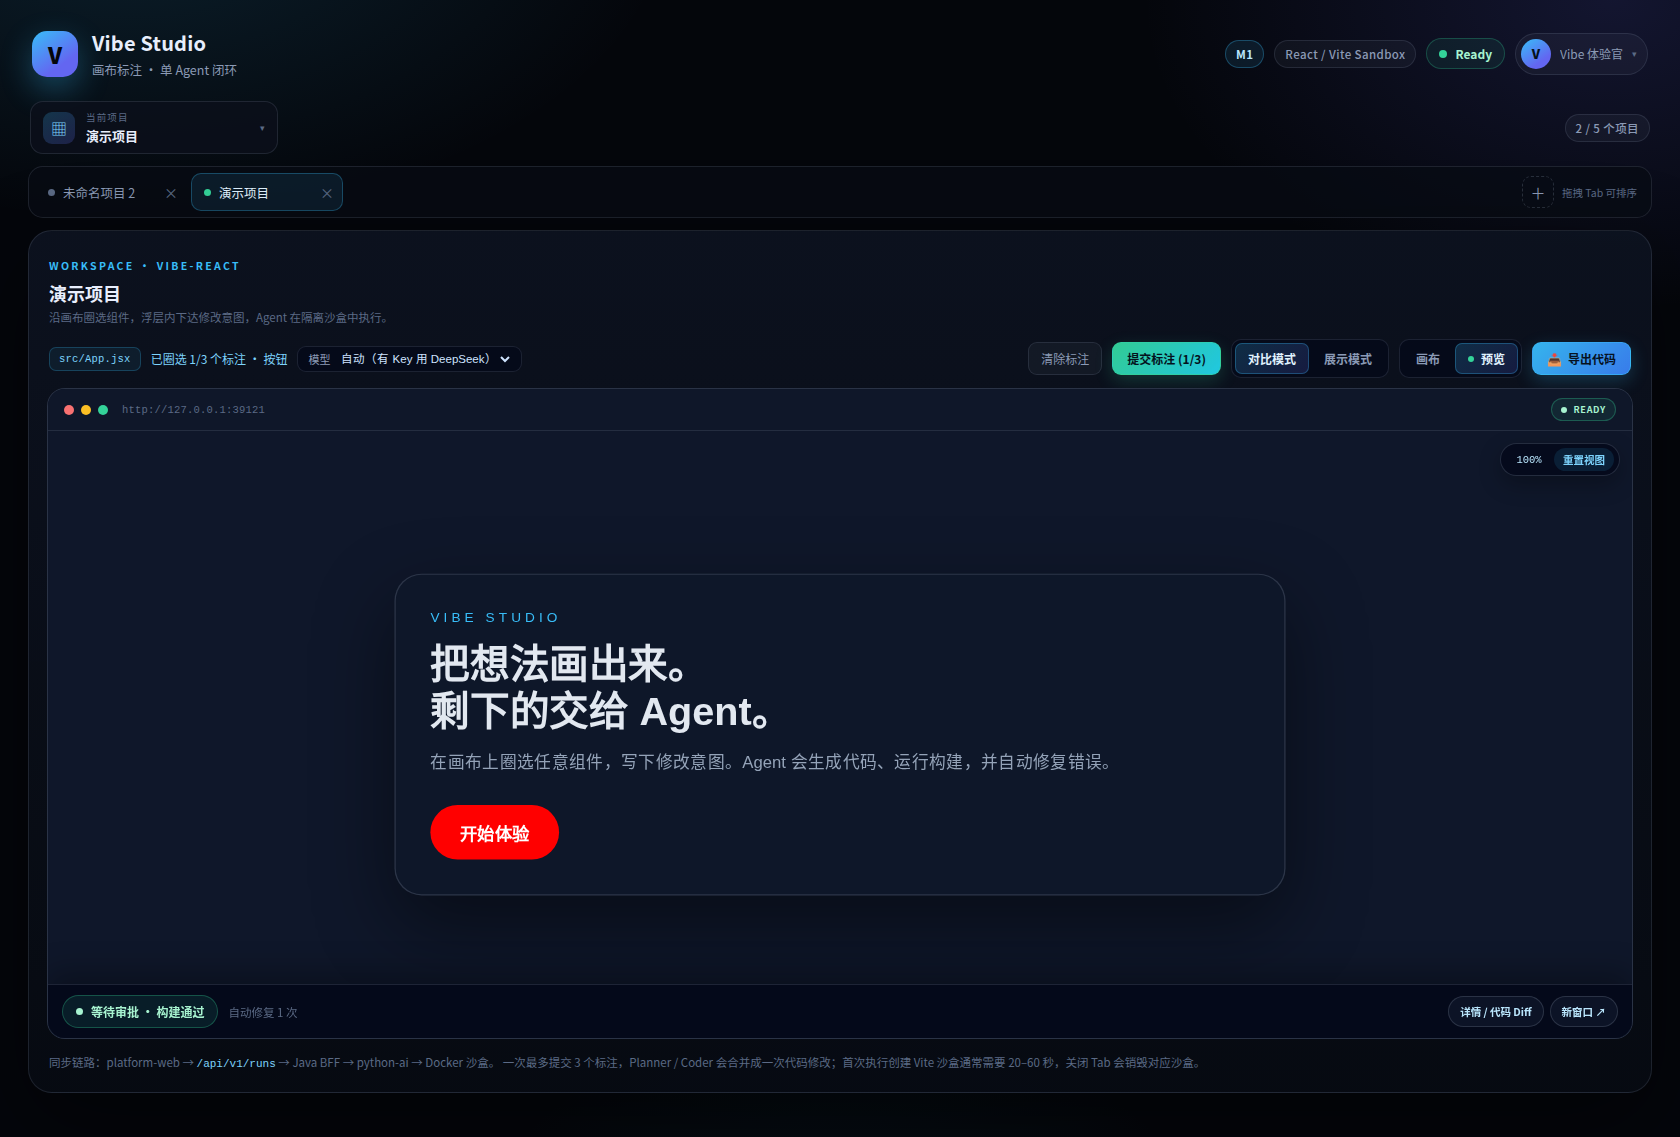 V
Vibe Studio
画布标注 · 单 Agent 闭环
M1
React / Vite Sandbox
Ready
V
Vibe 体验官
当前项目
演示项目
2 / 5 个项目
未命名项目 2
演示项目
拖拽 Tab 可排序
WORKSPACE · VIBE-REACT
演示项目
沿画布圈选组件，浮层内下达修改意图，Agent 在隔离沙盒中执行。
src/App.jsx
已圈选 1/3 个标注 · 按钮
模型
自动（有 Key 用 DeepSeek）
清除标注
提交标注 (1/3)
对比模式
展示模式
画布
预览
导出代码
http://127.0.0.1:39121
READY
100%
重置视图
VIBE STUDIO
把想法画出来。
剩下的交给 Agent。
在画布上圈选任意组件，写下修改意图。Agent 会生成代码、运行构建，并自动修复错误。
开始体验
等待审批 · 构建通过
自动修复 1 次
详情 / 代码 Diff
新窗口 ↗
同步链路：platform-web → /api/v1/runs → Java BFF → python-ai → Docker 沙盒。 一次最多提交 3 个标注，Planner / Coder 会合并成一次代码修改；首次执行创建 Vite 沙盒通常需要 20–60 秒，关闭 Tab 会销毁对应沙盒。